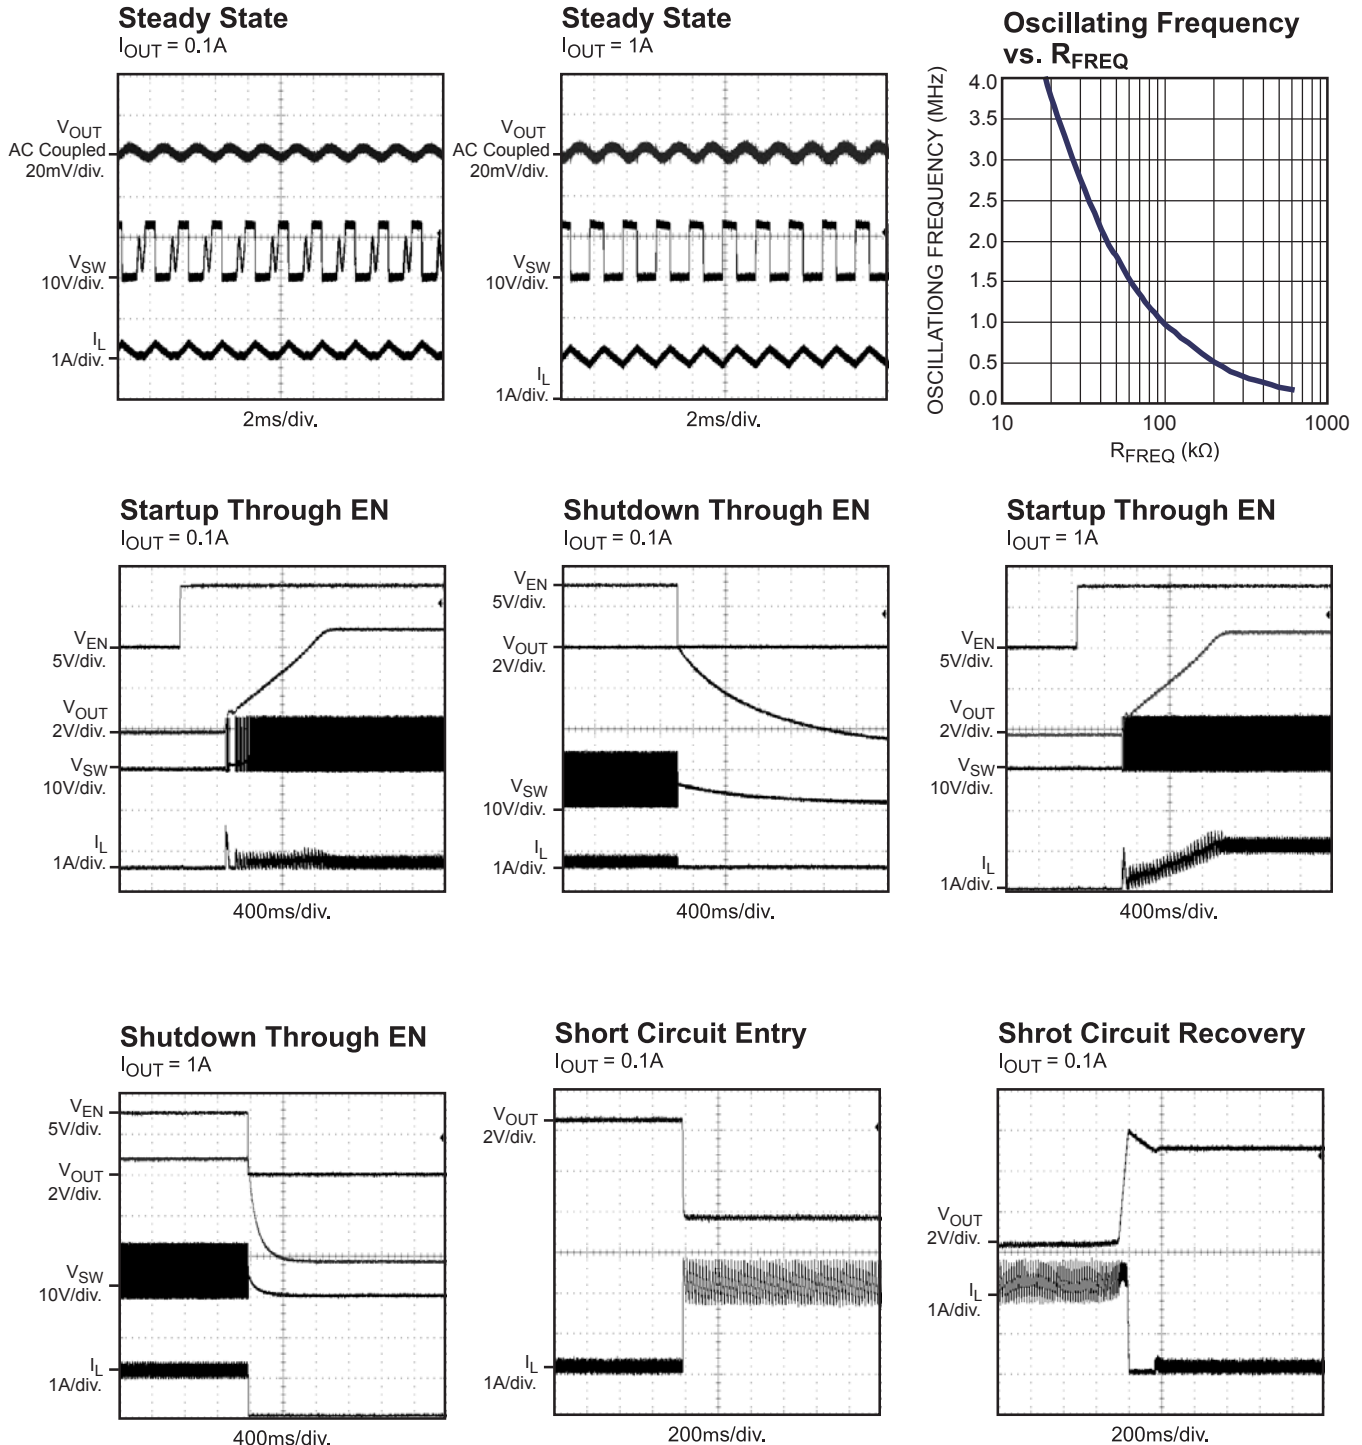 Steady State
IOUT = 0.1A
VOUT
AC Coupled
20mV/div.
VSW
10V/div.
IL
1A/div.
2ms/div.
Steady State
IOUT = 1A
VOUT
AC Coupled
20mV/div.
VSW
10V/div.
IL
1A/div.
2ms/div.
Oscillating Frequency
vs. RFREQ
OSCILLATIONG FREQUENCY (MHz)
4.0
3.5
3.0
2.5
2.0
1.5
1.0
0.5
0.0
10 100 1000
RFREQ (kΩ)
Startup Through EN
IOUT = 0.1A
VEN
5V/div.
VOUT
2V/div.
VSW
10V/div.
IL
1A/div.
400ms/div.
Shutdown Through EN
IOUT = 0.1A
VEN
5V/div.
VOUT
2V/div.
VSW
10V/div.
IL
1A/div.
400ms/div.
Startup Through EN
IOUT = 1A
VEN
5V/div.
VOUT
2V/div.
VSW
10V/div.
IL
1A/div.
400ms/div.
Shutdown Through EN
IOUT = 1A
VEN
5V/div.
VOUT
2V/div.
VSW
10V/div.
IL
1A/div.
400ms/div.
Short Circuit Entry
IOUT = 0.1A
VOUT
2V/div.
IL
1A/div.
200ms/div.
Shrot Circuit Recovery
IOUT = 0.1A
VOUT
2V/div.
IL
1A/div.
200ms/div.